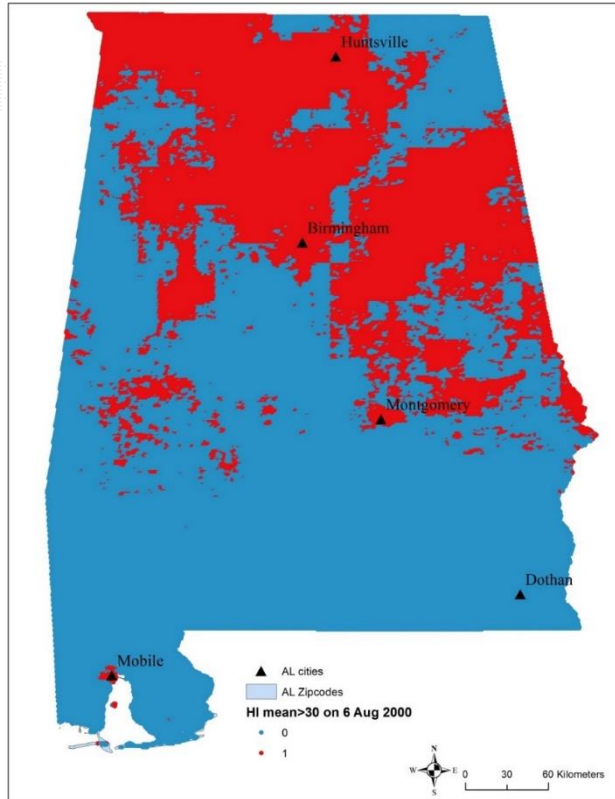 Huntsville
Birmingham
Montgomery
Dothan
Mobile
AL cities
AL Zipcodes
HI mean>30 on 6 Aug 2000
0
1
N
W E
S
0 30 60 Kilometers